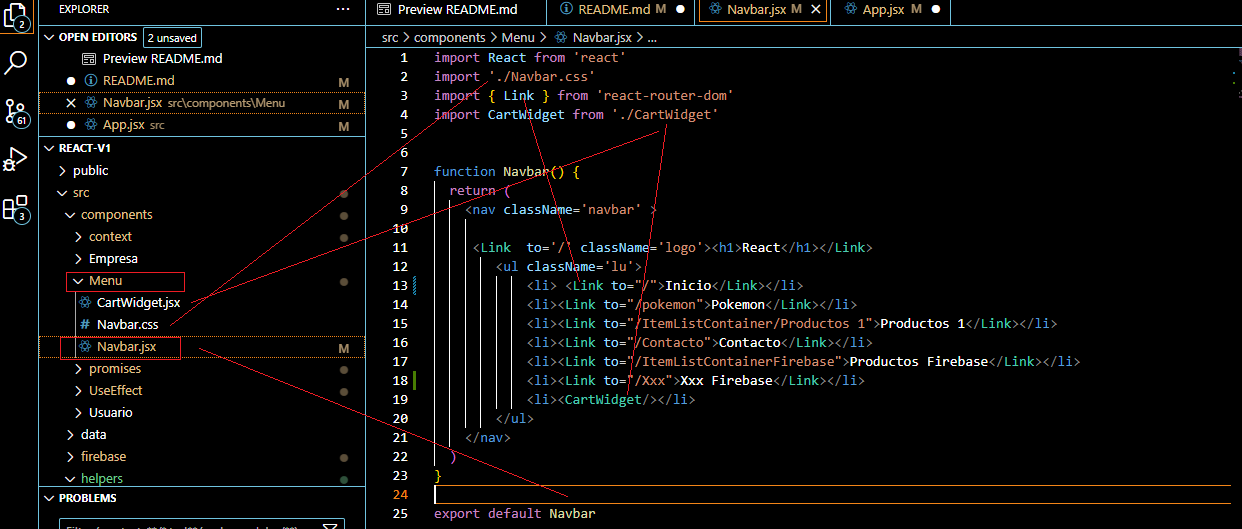 EXPLORER ...
Preview README.md
README.md M
Navbar.jsx M
App.jsx M
OPEN EDITORS 2 unsaved
Preview README.md
README.md M
Navbar.jsx src\components\Menu M
App.jsx src M
REACT-V1
public
src
components
context
Empresa
Menu
CartWidget.jsx
Navbar.css
Navbar.jsx M
promises
UseEffect
Usuario
data
firebase
helpers
PROBLEMS
2
61
3
src > components > Menu > Navbar.jsx > ...
1 import React from 'react'
2 import './Navbar.css'
3 import { Link } from 'react-router-dom'
4 import CartWidget from './CartWidget'
5
6
7 function Navbar() {
8 return (
9 <nav className='navbar' >
10
11 <Link  to='/' className='logo'><h1>React</h1></Link>
12 <ul className='lu'>
13 <li> <Link to="/">Inicio</Link></li>
14 <li><Link to="/pokemon">Pokemon</Link></li>
15 <li><Link to="/ItemListContainer/Productos 1">Productos 1</Link></li>
16 <li><Link to="/Contacto">Contacto</Link></li>
17 <li><Link to="/ItemListContainerFirebase">Productos Firebase</Link></li>
18 <li><Link to="/Xxx">Xxx Firebase</Link></li>
19 <li><CartWidget/></li>
20 </ul>
21 </nav>
22 )
23 }
24
25 export default Navbar